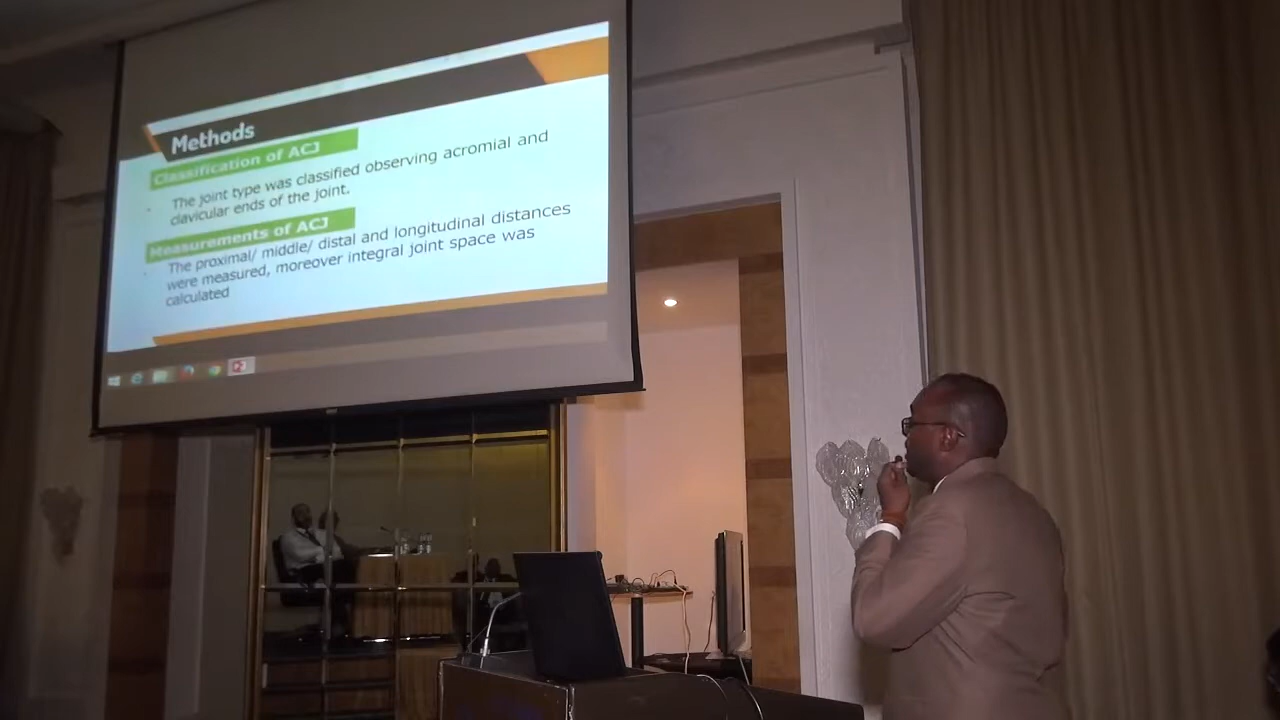 Methods
Classification of ACJ
The joint type was classified observing acromial and
clavicular ends of the joint.
Measurements of ACJ
The proximal/ middle/ distal and longitudinal distances
were measured, moreover integral joint space was
calculated